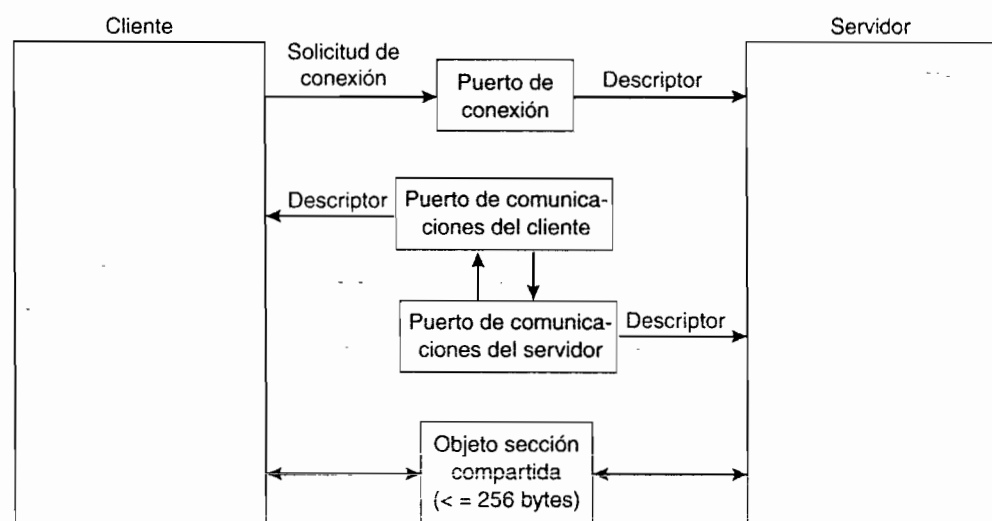 Cliente
Servidor
Solicitud de
conexión
Puerto de
conexión
Descriptor
Descriptor
Puerto de comunica-
ciones del cliente
Puerto de comunica-
ciones del servidor
Descriptor
Objeto sección
compartida
(< = 256 bytes)